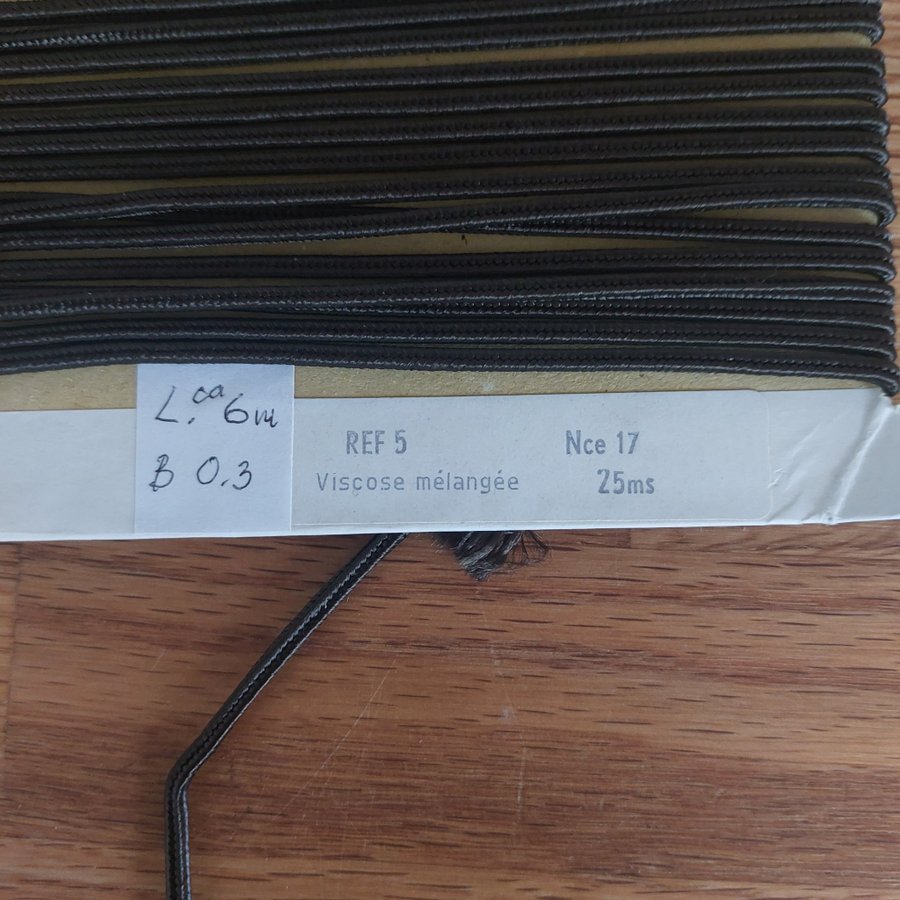 L. ca 6m
B 0.3
REF 5 Nce 17
Viscose mélangée 25ms